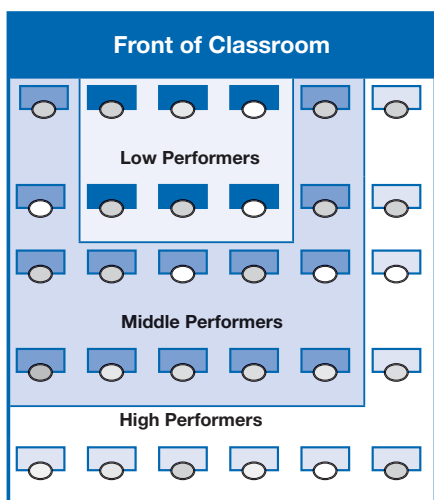 Front of Classroom
Low Performers
Middle Performers
High Performers